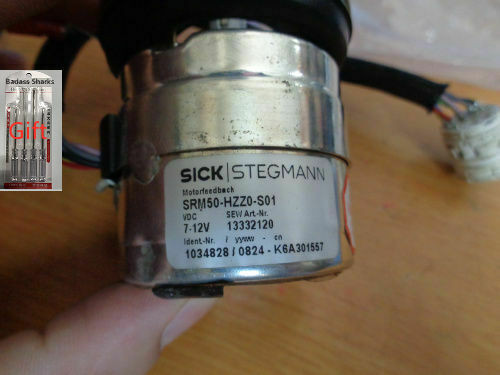 Badass Sharks
Gift
SICK | STEGMANN
Motorfeedback
SRM50-HZZ0-S01
VDC SEW Art.-Nr.
7-12V 13332120
Ident.-Nr. / yyww - cn
1034828 / 0824 - K6A301557